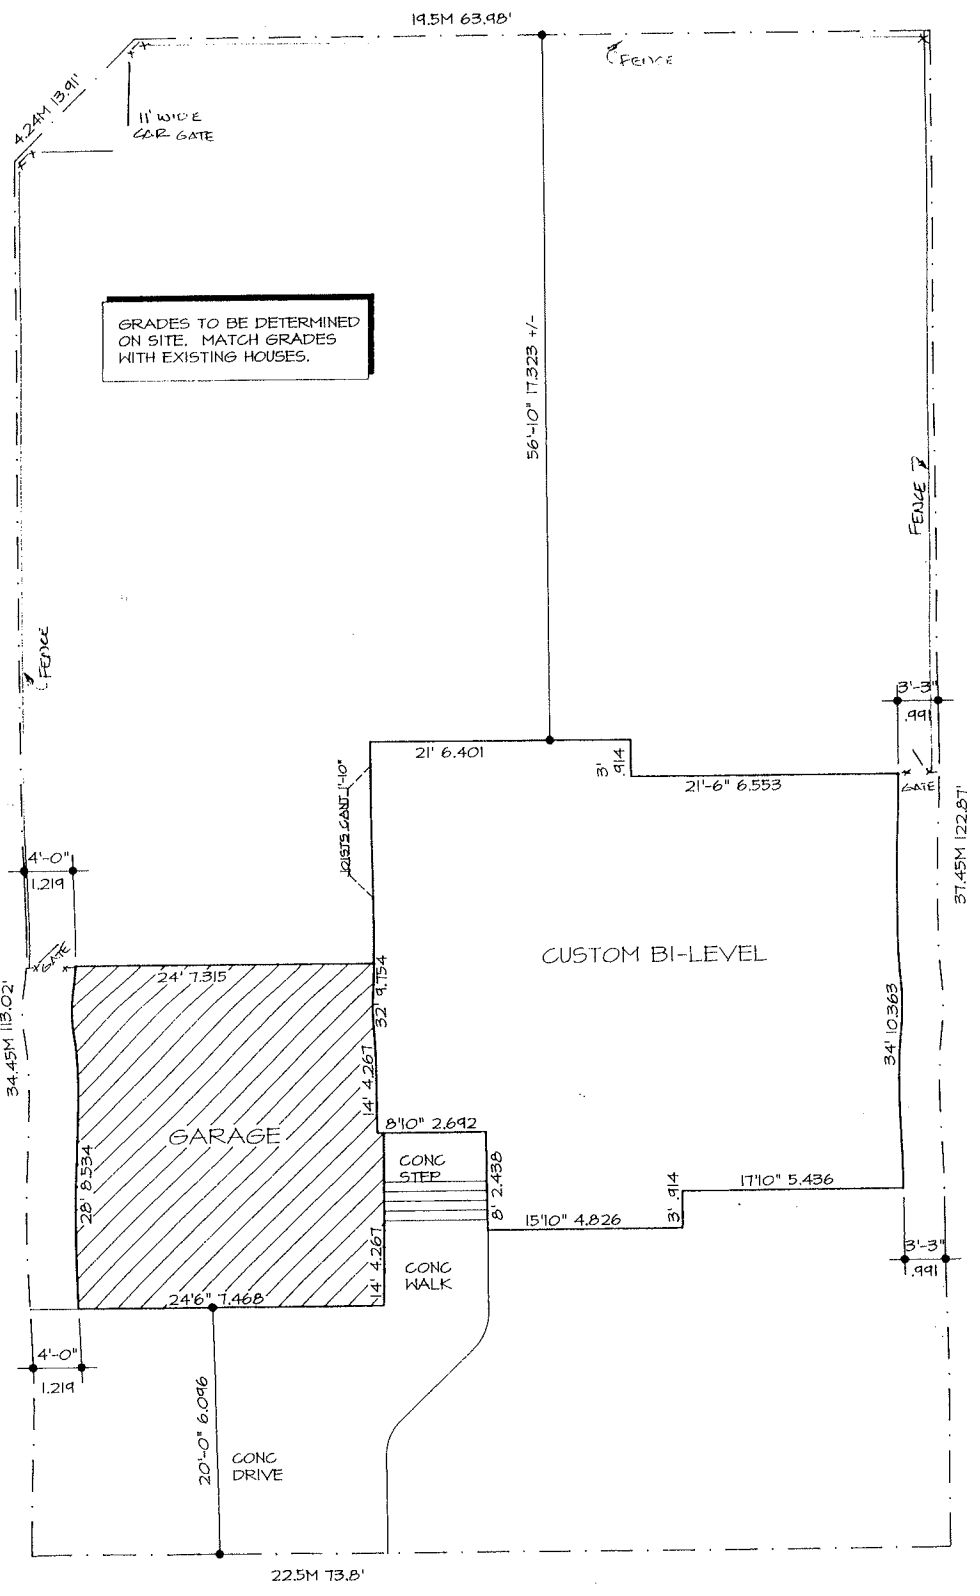 19.5M 63.98'
FENCE
4.24M 13.91'
11' WIDE
CAR GATE
GRADES TO BE DETERMINED
ON SITE. MATCH GRADES
WITH EXISTING HOUSES.
56'-10" 17.323 +/-
FENCE
FENCE
3'-3"
.991
21' 6.401
3'
.914
21'-6" 6.553
GATE
JOISTS CANT 1'-10"
37.45M 122.87'
4'-0"
1.219
GATE
24' 7.315
32' 9.754
CUSTOM BI-LEVEL
34.45M 113.02'
34' 10.363
14' 4.267
8'10" 2.692
GARAGE
CONC
STEP
28' 8.534
8' 2.438
3' .914
17'10" 5.436
15'10" 4.826
14' 4.267
CONC
WALK
3'-3"
.991
24'6" 7.468
4'-0"
1.219
20'-0" 6.096
CONC
DRIVE
22.5M 73.8'